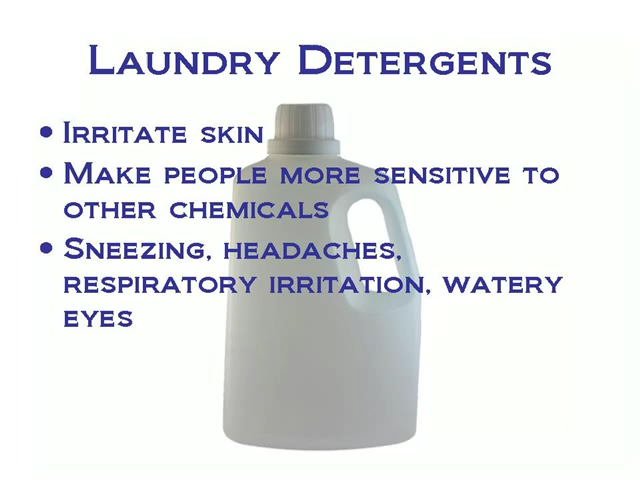 Laundry Detergents
• Irritate skin
• Make people more sensitive to
other chemicals
• Sneezing, headaches,
respiratory irritation, watery
eyes